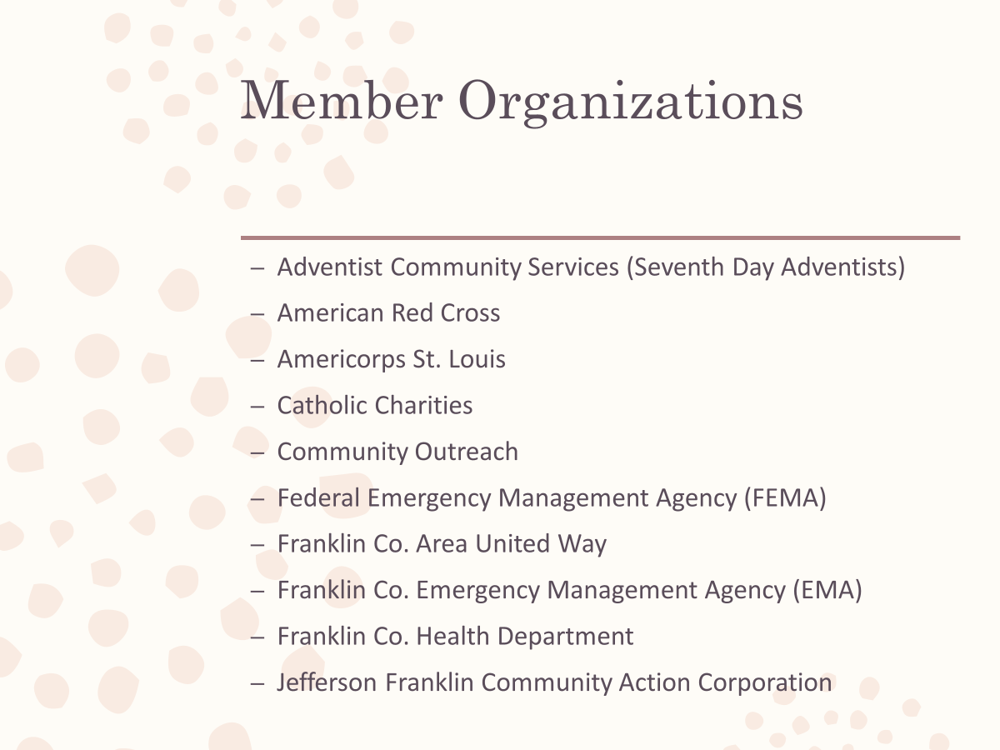 Member Organizations
– Adventist Community Services (Seventh Day Adventists)
– American Red Cross
– Americorps St. Louis
– Catholic Charities
– Community Outreach
– Federal Emergency Management Agency (FEMA)
– Franklin Co. Area United Way
– Franklin Co. Emergency Management Agency (EMA)
– Franklin Co. Health Department
– Jefferson Franklin Community Action Corporation